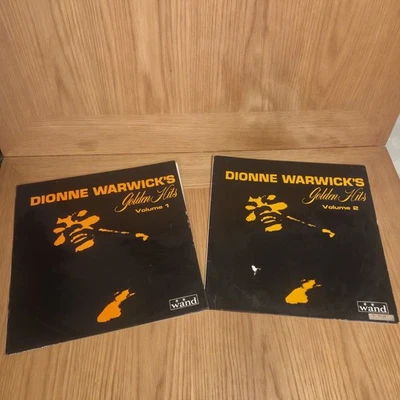 DIONNE WARWICK'S
Golden Hits
Volume 1
wand
DIONNE WARWICK'S
Golden Hits
Volume 2
wand